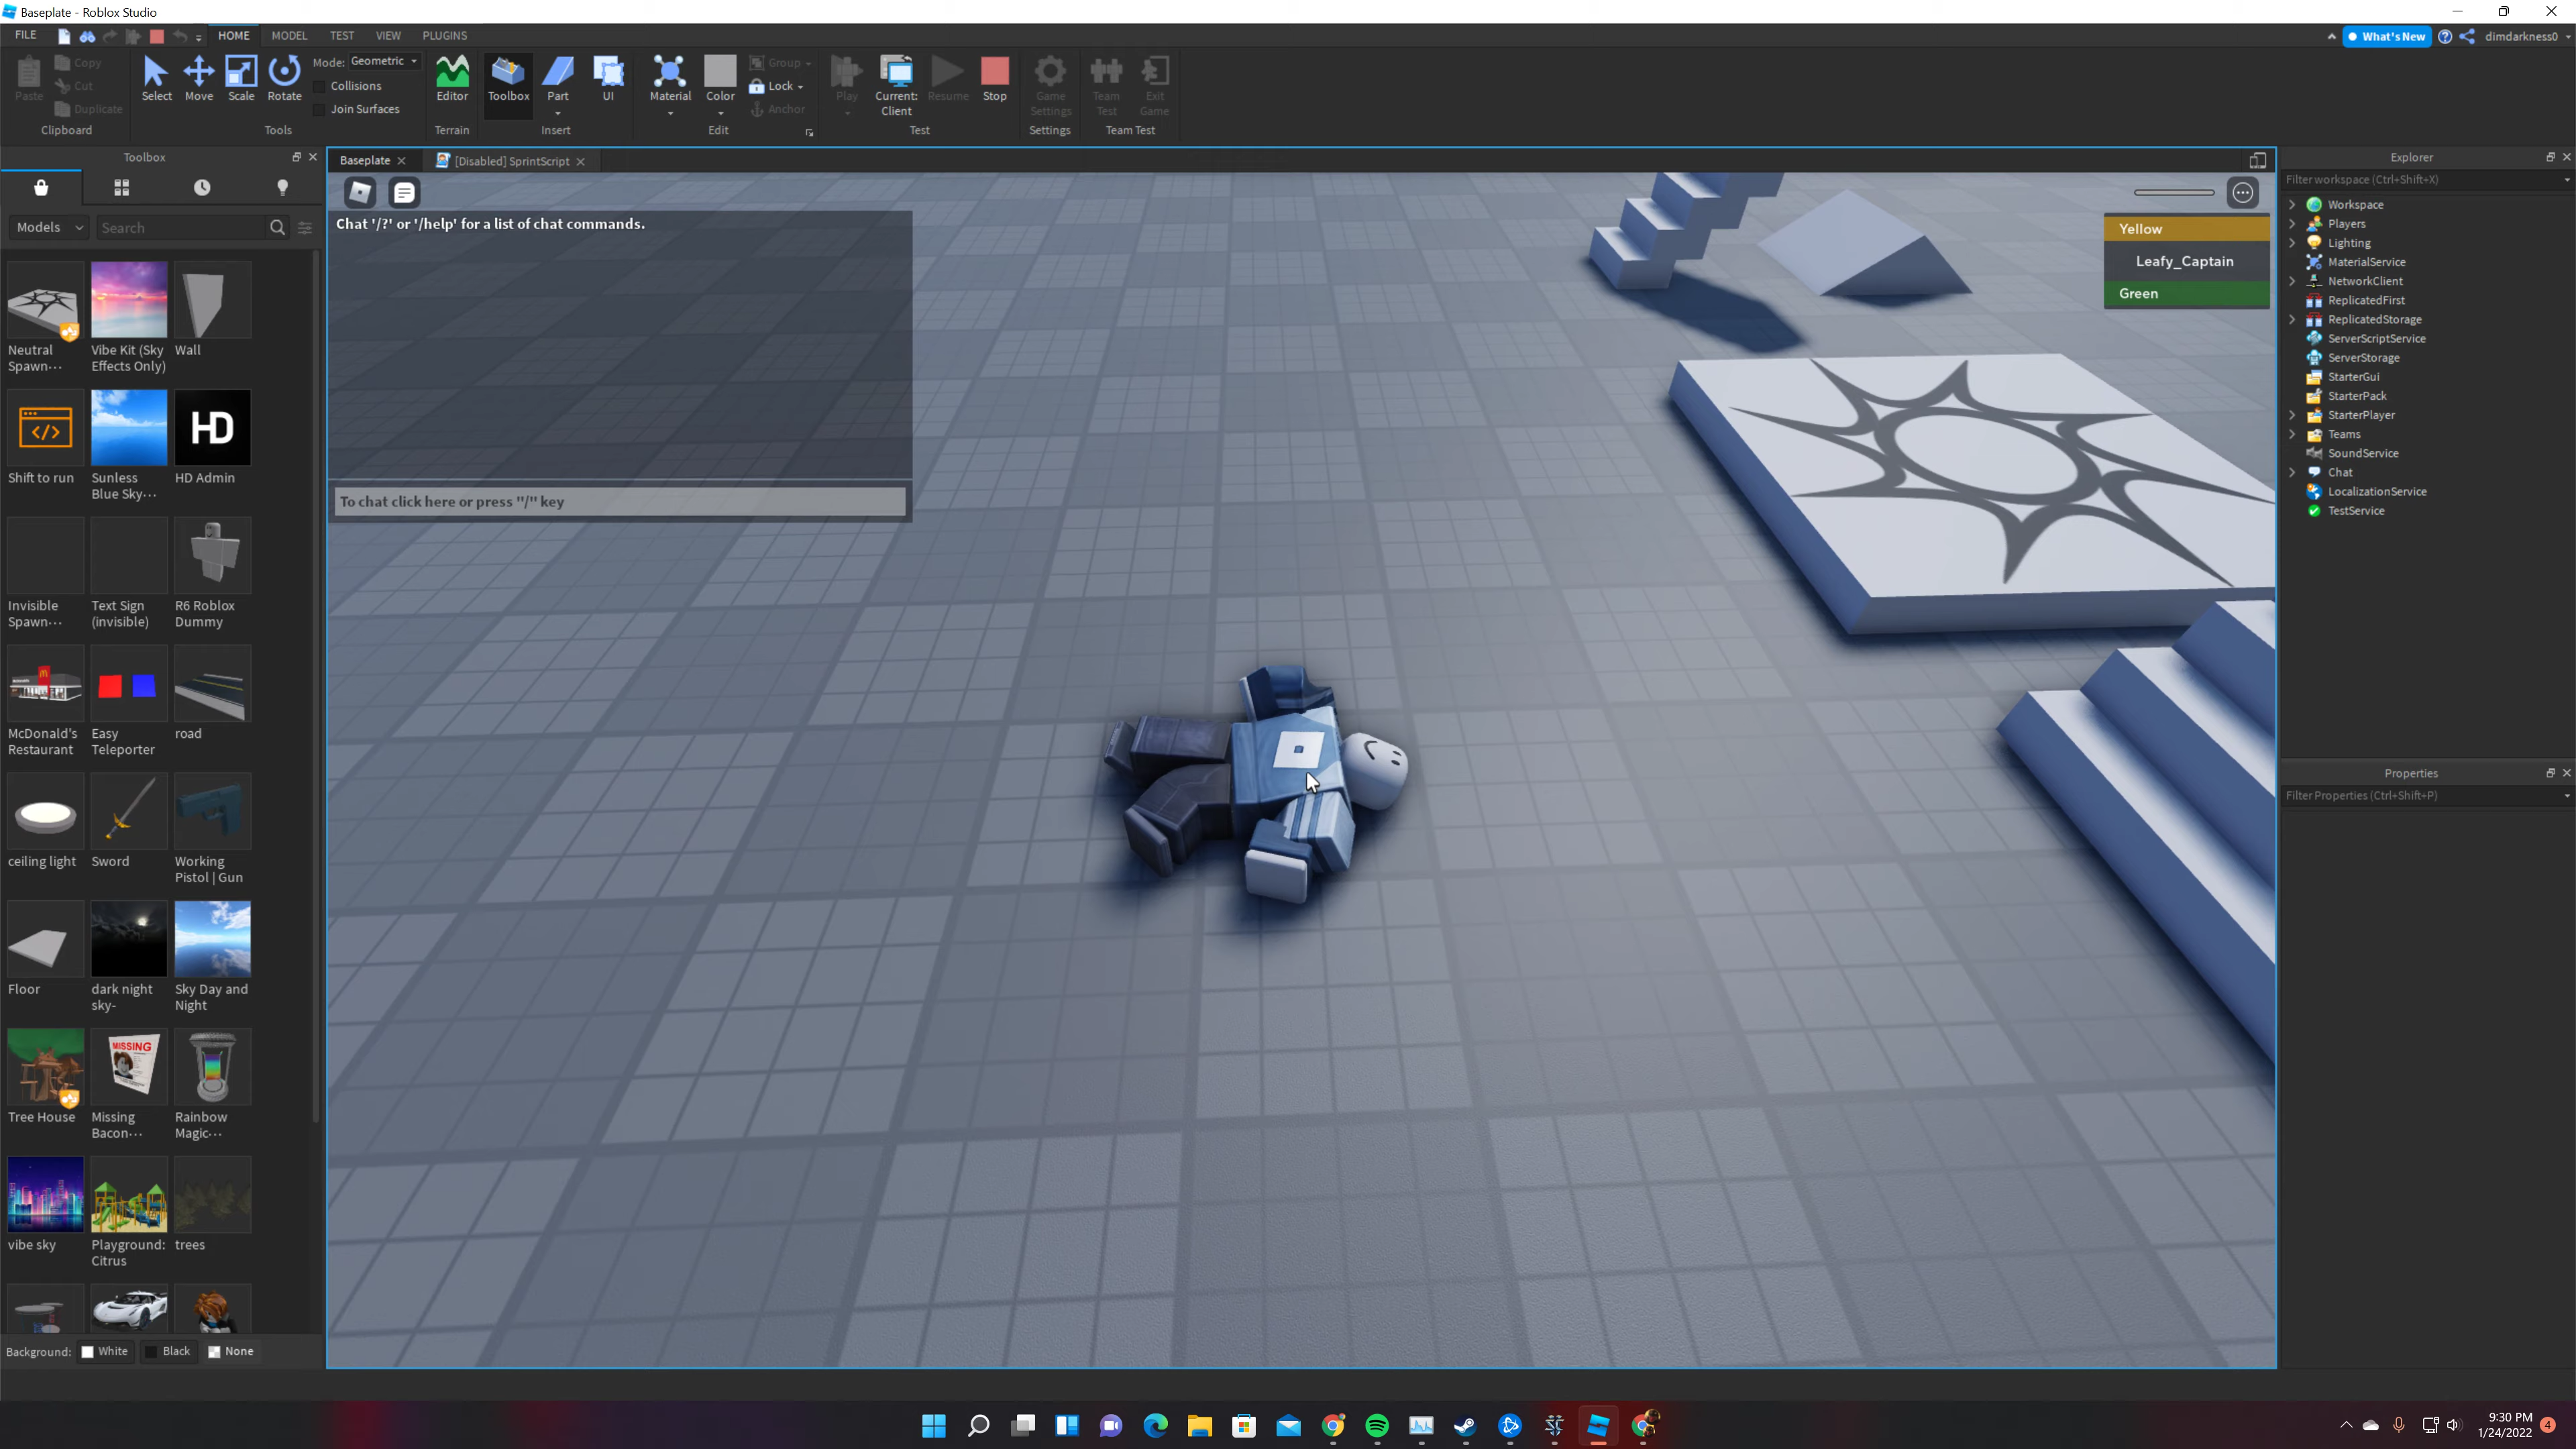 Baseplate - Roblox Studio
FILE HOME MODEL TEST VIEW PLUGINS
What's New dimdarkness0
Paste Copy Cut Duplicate
Clipboard
Select Move Scale Rotate
Mode: Geometric
Collisions
Join Surfaces
Tools
Editor
Terrain
Toolbox Part UI
Insert
Material Color Group Lock Anchor
Edit
Play Current: Client Resume Stop
Test
Game Settings
Settings
Team Test Exit Game
Team Test
Toolbox
Models Search
Neutral Spawn...
Vibe Kit (Sky Effects Only)
Wall
Shift to run
Sunless Blue Sky...
HD
HD Admin
Invisible Spawn...
Text Sign (invisible)
R6 Roblox Dummy
McDonald's Restaurant
Easy Teleporter
road
ceiling light
Sword
Working Pistol | Gun
Floor
dark night sky-
Sky Day and Night
Tree House
MISSING
Missing Bacon...
Rainbow Magic...
vibe sky
Playground: Citrus
trees
Background: White Black None
Baseplate
[Disabled] SprintScript
Chat '/?' or '/help' for a list of chat commands.
To chat click here or press "/" key
Yellow
Leafy_Captain
Green
Explorer
Filter workspace (Ctrl+Shift+X)
Workspace
Players
Lighting
MaterialService
NetworkClient
ReplicatedFirst
ReplicatedStorage
ServerScriptService
ServerStorage
StarterGui
StarterPack
StarterPlayer
Teams
SoundService
Chat
LocalizationService
TestService
Properties
Filter Properties (Ctrl+Shift+P)
9:30 PM
1/24/2022
4